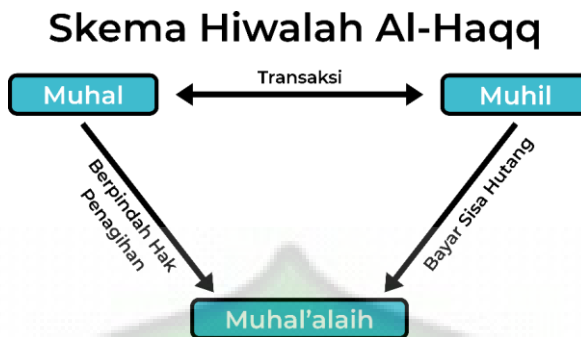 Skema Hiwalah Al-Haqq
Transaksi
Muhal
Muhil
Berpindah Hak
Penagihan
Bayar Sisa Hutang
Muhal'alaih